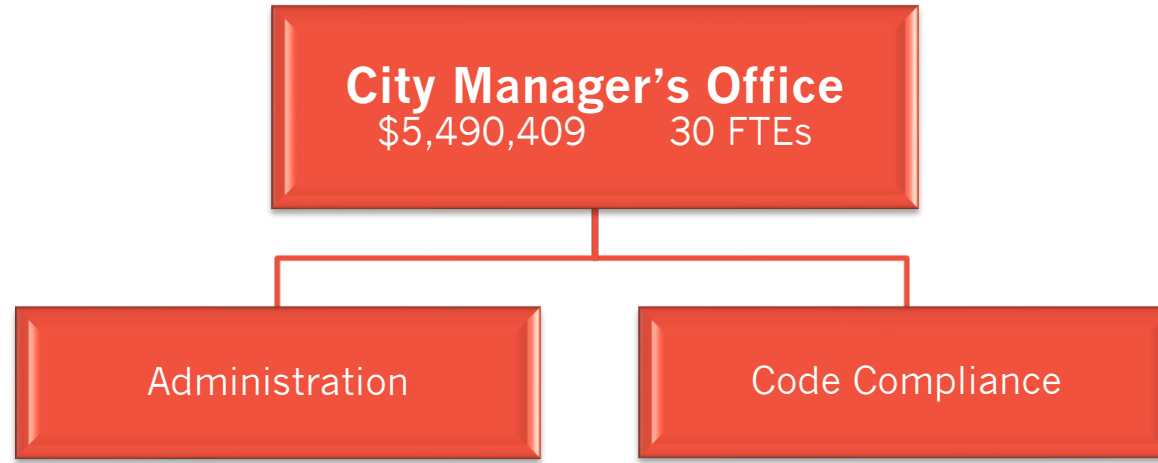 City Manager’s Office
$5,490,409 30 FTEs
Administration
Code Compliance